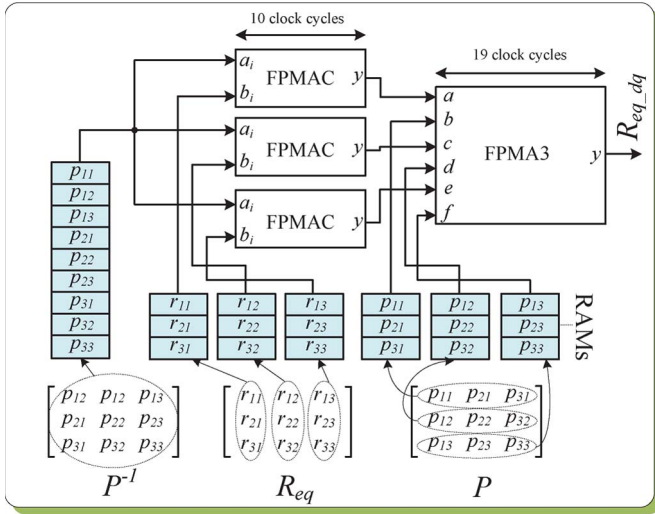 10 clock cycles
19 clock cycles
a_i FPMAC y
b_i
a_i FPMAC y
b_i
a_i FPMAC y
b_i
a
b
c
d FPMA3 y
e
f
R_eq_dq
p11
p12
p13
p21
p22
p23
p31
p32
p33
r11 r12 r13
r21 r22 r23
r31 r32 r33
p11 p12 p13
p21 p22 p23
p31 p32 p33
RAMs
p12 p12 p13
p21 p22 p23
p31 p32 p33
P^-1
r11 r12 r13
r21 r22 r23
r31 r32 r33
R_eq
p11 p21 p31
p12 p22 p32
p13 p23 p33
P